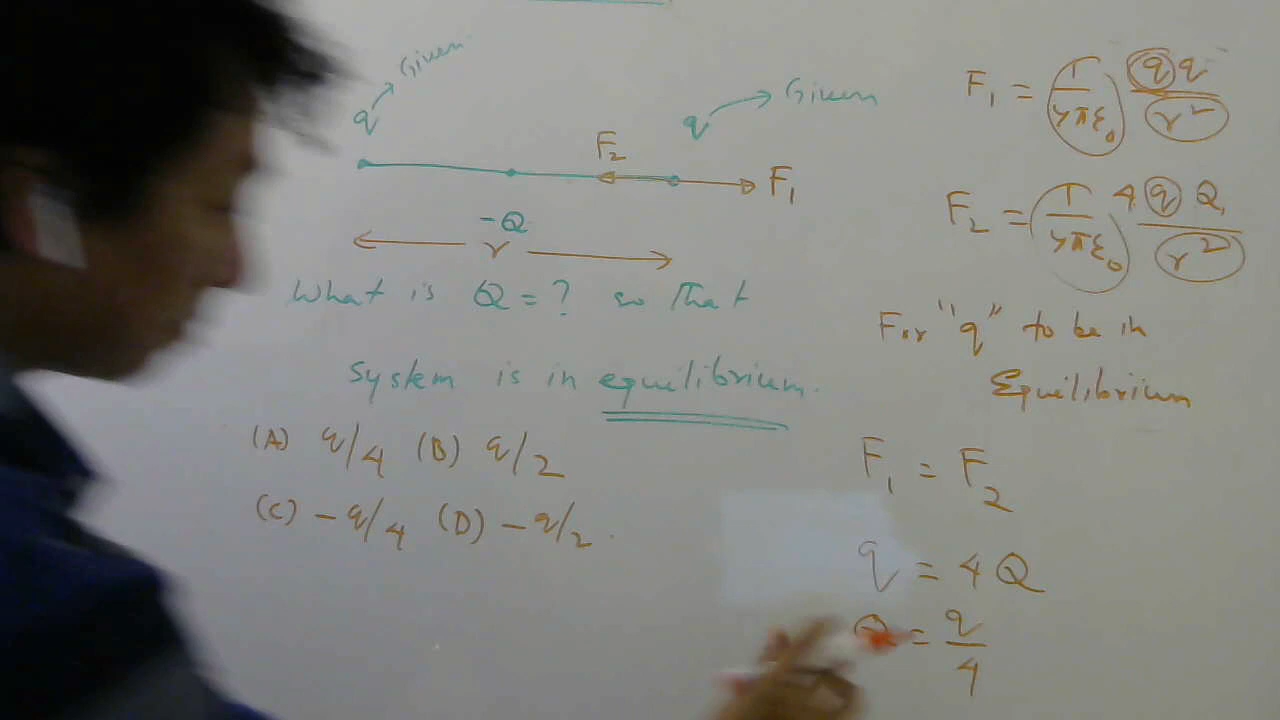 Given
q
q → Given
F₂
F₁
-Q
r
What is Q = ? so that
system is in equilibrium.
(A) q/4 (B) q/2
(C) -q/4 (D) -q/2.
F₁ = 1/4πε₀ qq/r²
F₂ = 1/4πε₀ 4qQ/r²
For "q" to be in
Equilibrium
F₁ = F₂
q = 4Q
Q = q/4